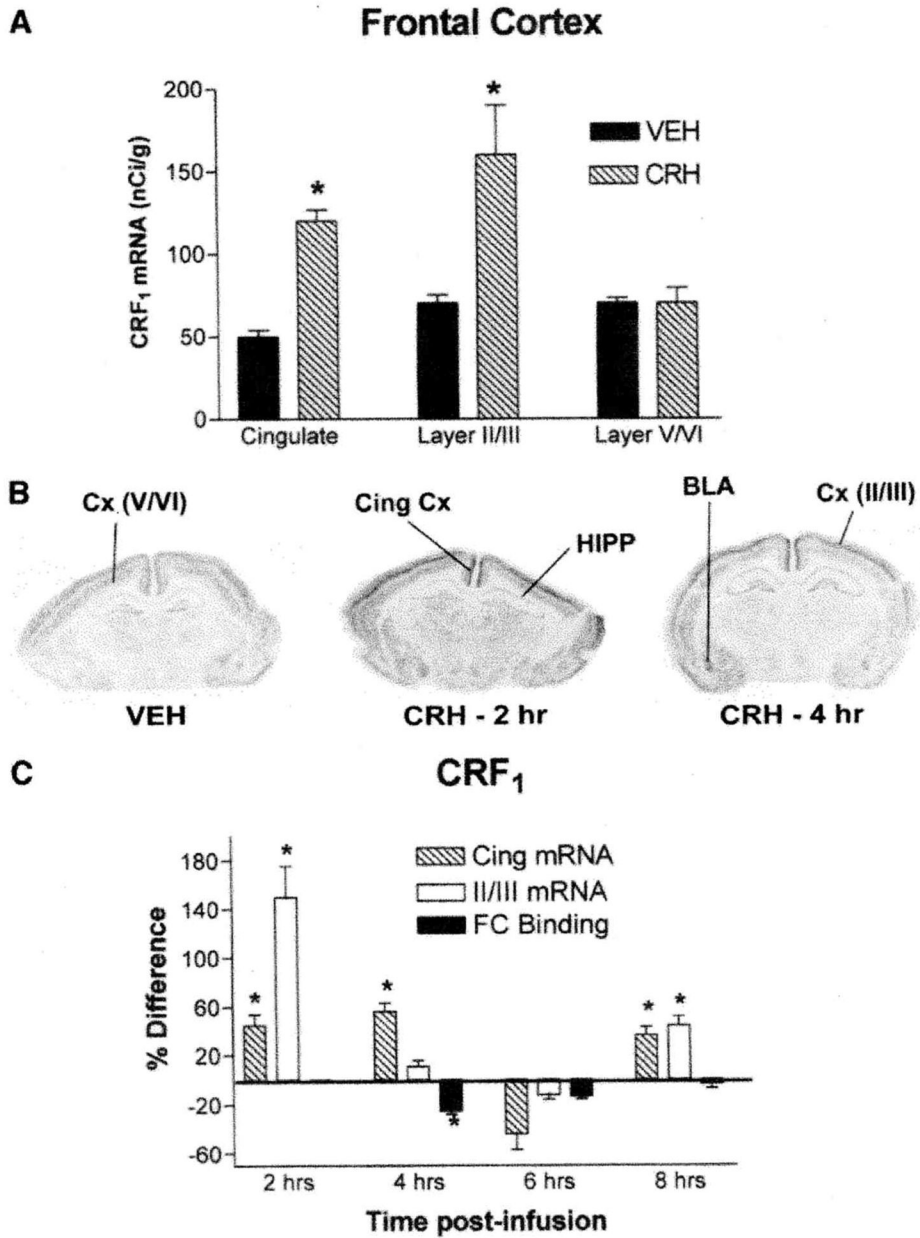 A
Frontal Cortex
CRF₁ mRNA (nCi/g)
200
150
100
50
0
*
*
VEH
CRH
Cingulate
Layer II/III
Layer V/VI
B
Cx (V/VI)
Cing Cx
HIPP
BLA
Cx (II/III)
VEH
CRH - 2 hr
CRH - 4 hr
C
CRF₁
% Difference
180
140
100
60
20
-20
-60
Cing mRNA
II/III mRNA
FC Binding
*
*
*
*
*
*
2 hrs
4 hrs
6 hrs
8 hrs
Time post-infusion